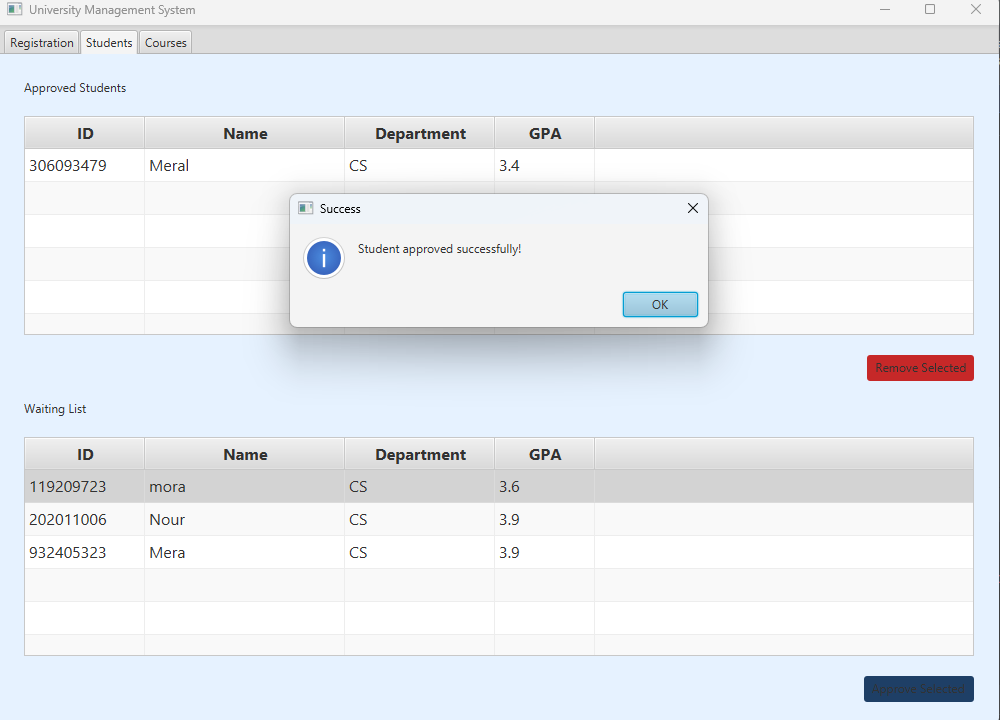 University Management System
Registration Students Courses
Approved Students
ID Name Department GPA
306093479 Meral CS 3.4
Success
Student approved successfully!
OK
Remove Selected
Waiting List
ID Name Department GPA
119209723 mora CS 3.6
202011006 Nour CS 3.9
932405323 Mera CS 3.9
Approve Selected